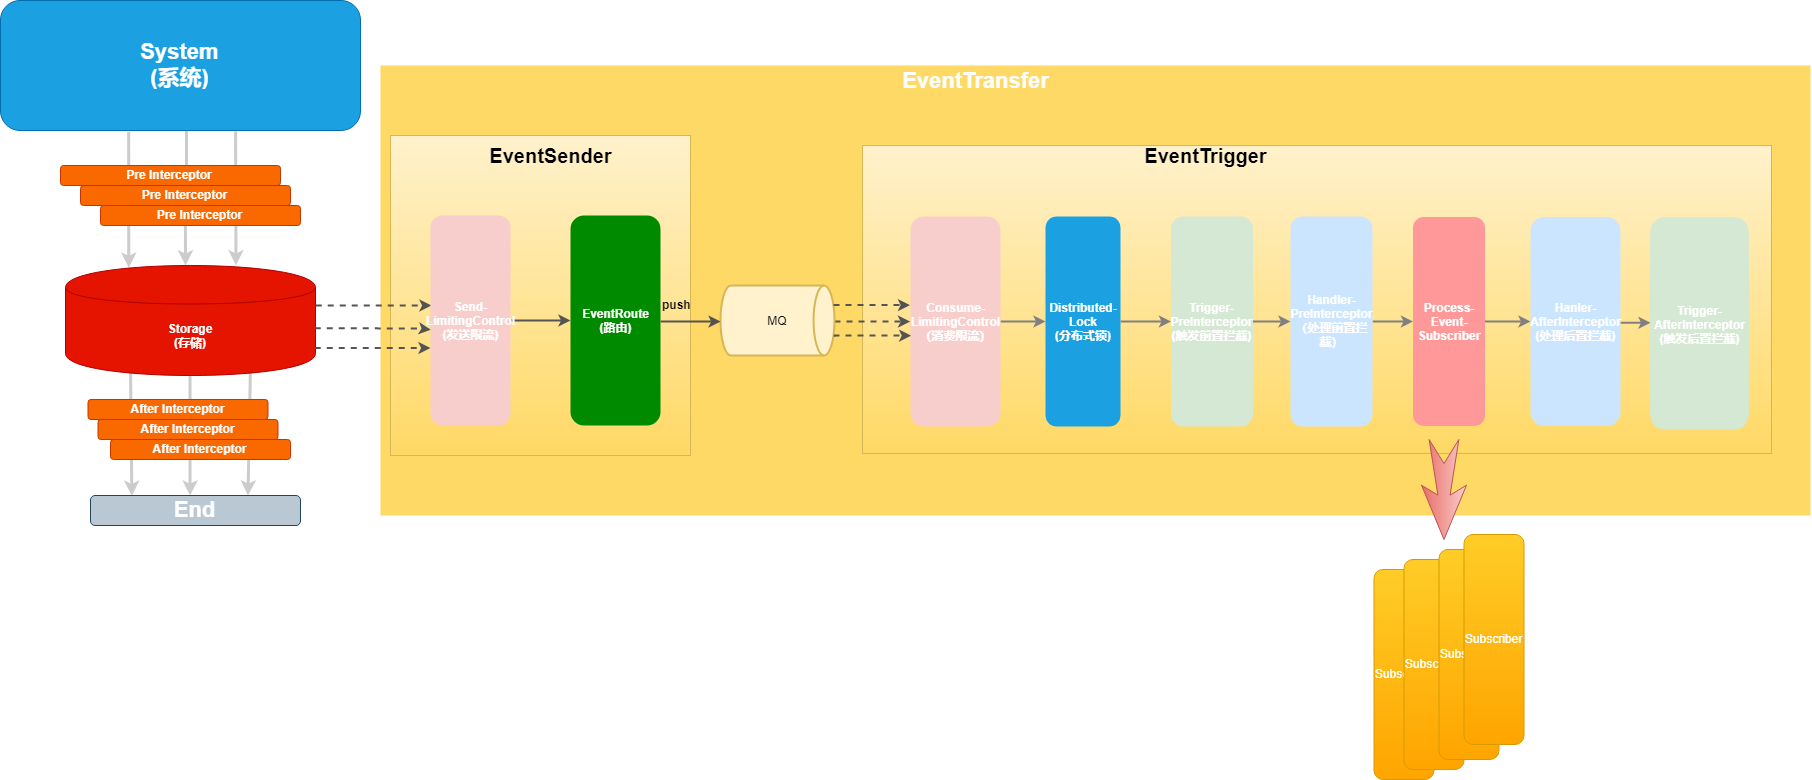 System
(系统)
Pre Interceptor
Pre Interceptor
Pre Interceptor
Storage
(存储)
After Interceptor
After Interceptor
After Interceptor
End
EventTransfer
EventSender
Send-
LimitingControl
(发送限流)
EventRoute
(路由)
push
MQ
EventTrigger
Consume-
LimitingControl
(消费限流)
Distributed-
Lock
(分布式锁)
Trigger-
PreInterceptor
(触发前置拦截)
Handler-
PreInterceptor
(处理前置拦
截)
Process-
Event-
Subscriber
Hanler-
AfterInterceptor
(处理后置拦截)
Trigger-
AfterInterceptor
(触发后置拦截)
Subs
Subsc
Subs
Subscriber